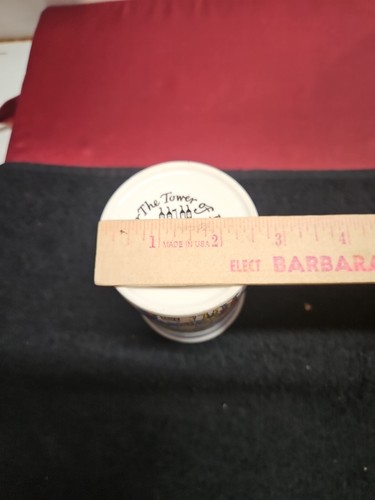 The Tower of
1 MADE IN USA 2 3 4
ELECT BARBARA